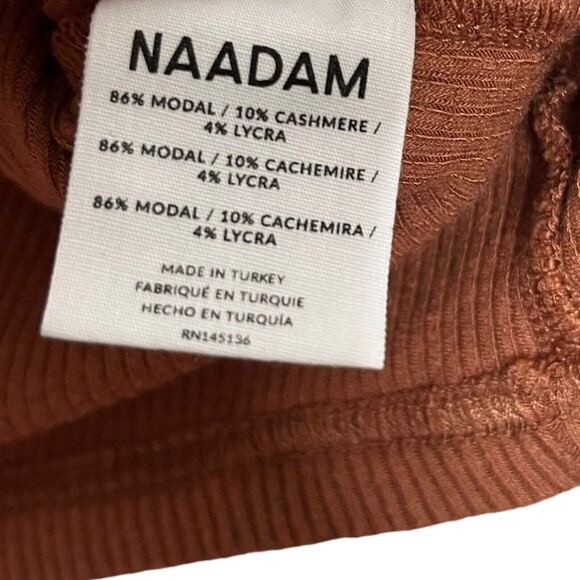 NAADAM
86% MODAL / 10% CASHMERE /
4% LYCRA
86% MODAL / 10% CACHEMIRE /
4% LYCRA
86% MODAL / 10% CACHEMIRA /
4% LYCRA
MADE IN TURKEY
FABRIQUÉ EN TURQUIE
HECHO EN TURQUÍA
RN145136